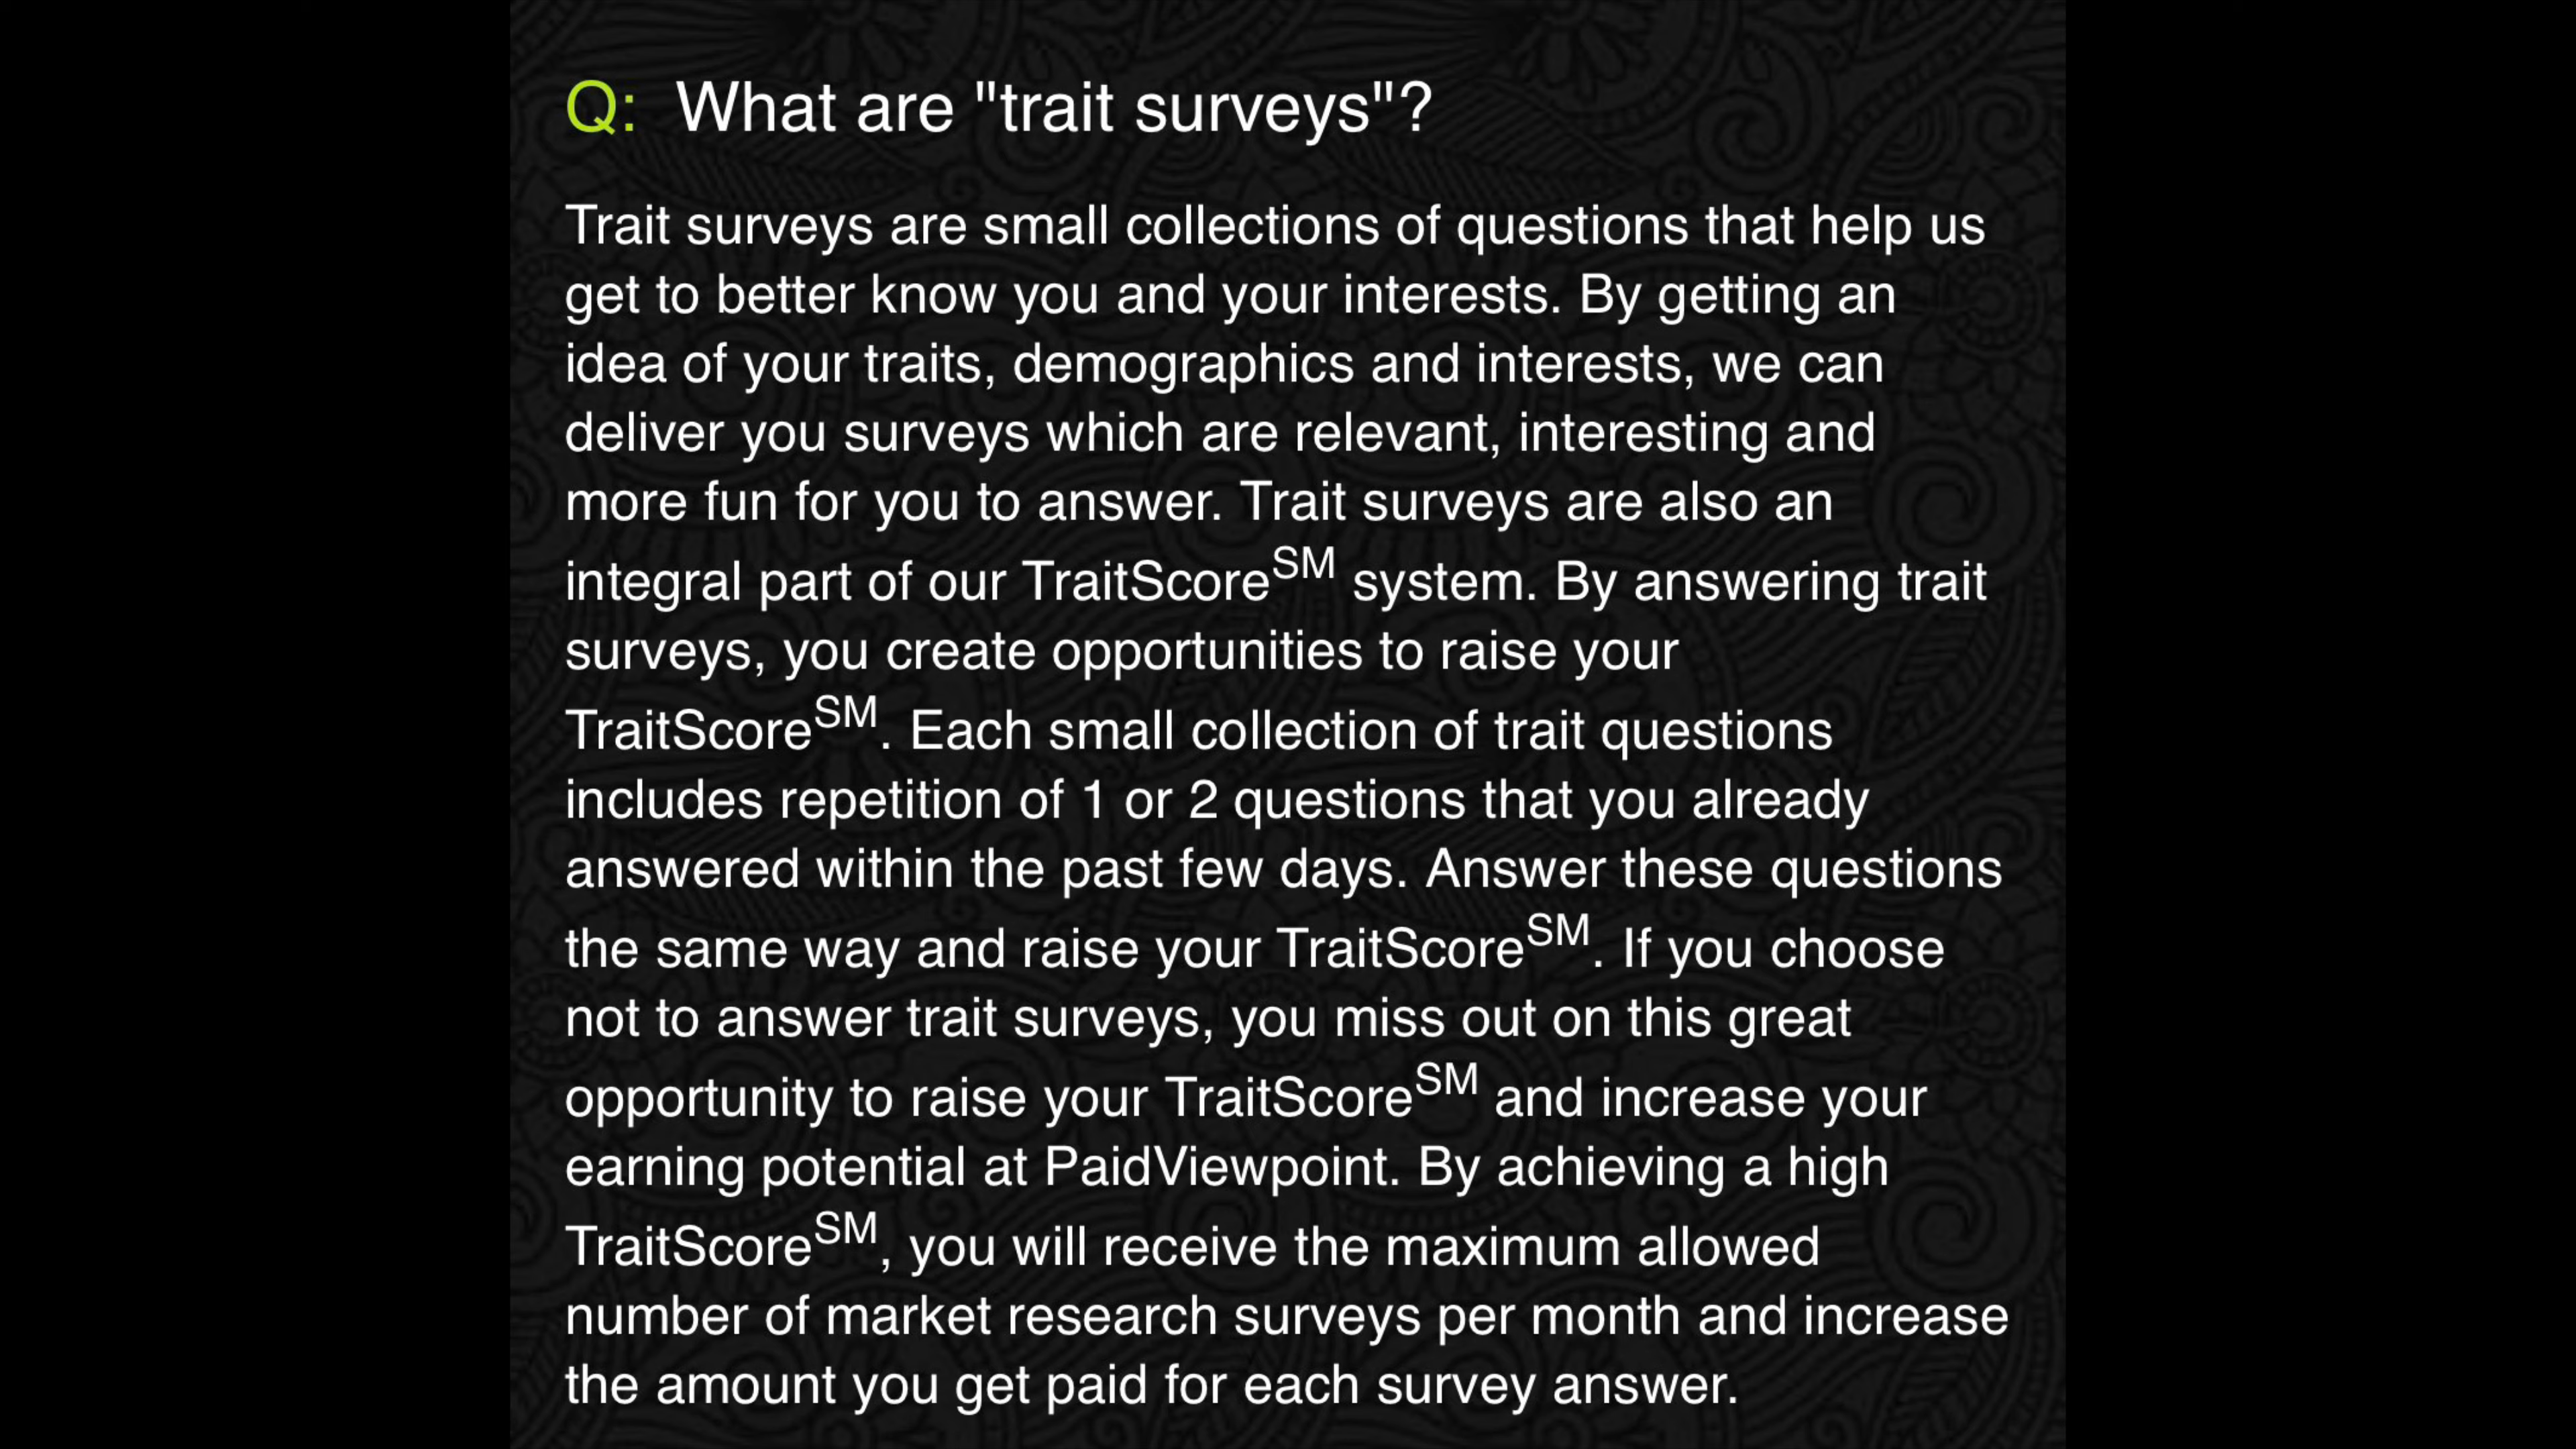 Q: What are "trait surveys"?
Trait surveys are small collections of questions that help us
get to better know you and your interests. By getting an
idea of your traits, demographics and interests, we can
deliver you surveys which are relevant, interesting and
more fun for you to answer. Trait surveys are also an
integral part of our TraitScoreSM system. By answering trait
surveys, you create opportunities to raise your
TraitScoreSM. Each small collection of trait questions
includes repetition of 1 or 2 questions that you already
answered within the past few days. Answer these questions
the same way and raise your TraitScoreSM. If you choose
not to answer trait surveys, you miss out on this great
opportunity to raise your TraitScoreSM and increase your
earning potential at PaidViewpoint. By achieving a high
TraitScoreSM, you will receive the maximum allowed
number of market research surveys per month and increase
the amount you get paid for each survey answer.